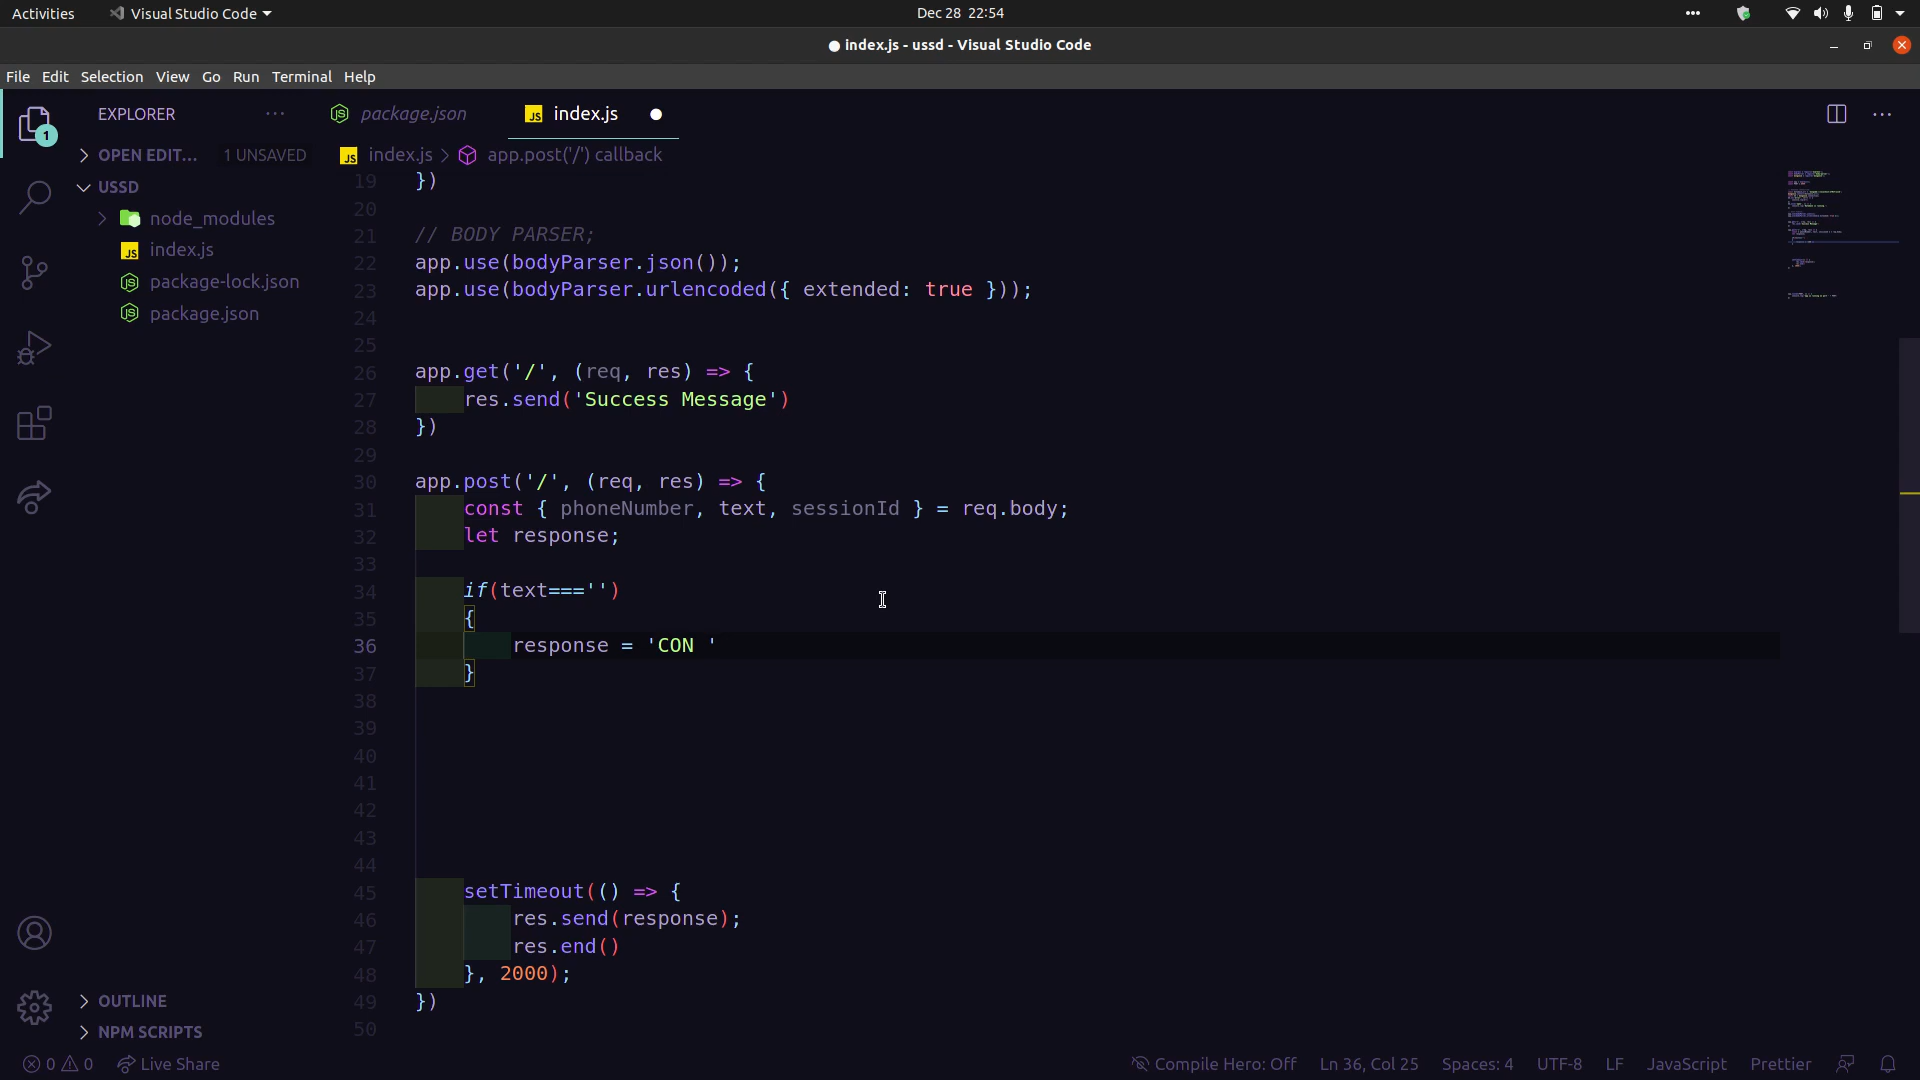 Activities Visual Studio Code Dec 28 22:54
index.js - ussd - Visual Studio Code
File Edit Selection View Go Run Terminal Help
EXPLORER
package.json index.js
OPEN EDIT... 1 UNSAVED
index.js > app.post('/') callback
USSD
node_modules
index.js
package-lock.json
package.json
19 })
20
21 // BODY PARSER;
22 app.use(bodyParser.json());
23 app.use(bodyParser.urlencoded({ extended: true }));
24
25
26 app.get('/', (req, res) => {
27 res.send('Success Message')
28 })
29
30 app.post('/', (req, res) => {
31 const { phoneNumber, text, sessionId } = req.body;
32 let response;
33
34 if(text==='')
35 {
36 response = 'CON '
37 }
38
39
40
41
42
43
44
45 setTimeout(() => {
46 res.send(response);
47 res.end()
48 }, 2000);
49 })
50
1
OUTLINE
NPM SCRIPTS
0 0 Live Share Compile Hero: Off Ln 36, Col 25 Spaces: 4 UTF-8 LF JavaScript Prettier